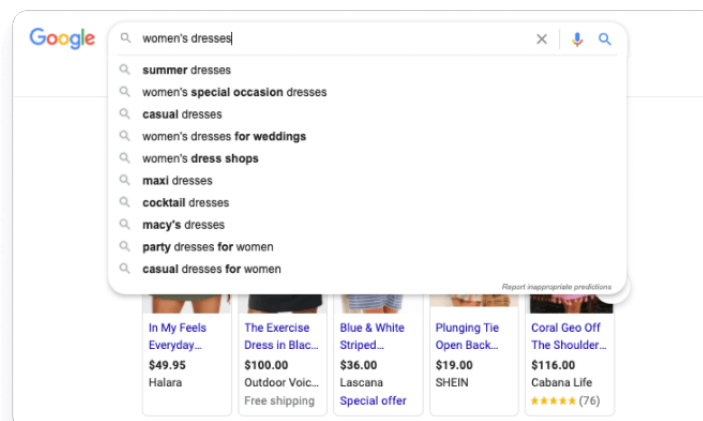 Google
women's dresses
summer dresses
women's special occasion dresses
casual dresses
women's dresses for weddings
women's dress shops
maxi dresses
cocktail dresses
macy's dresses
party dresses for women
casual dresses for women
Report inappropriate predictions
In My Feels
Everyday...
$49.95
Halara
The Exercise
Dress in Blac...
$100.00
Outdoor Voic...
Free shipping
Blue & White
Striped...
$36.00
Lascana
Special offer
Plunging Tie
Open Back...
$19.00
SHEIN
Coral Geo Off
The Shoulder...
$116.00
Cabana Life
★★★★★ (76)